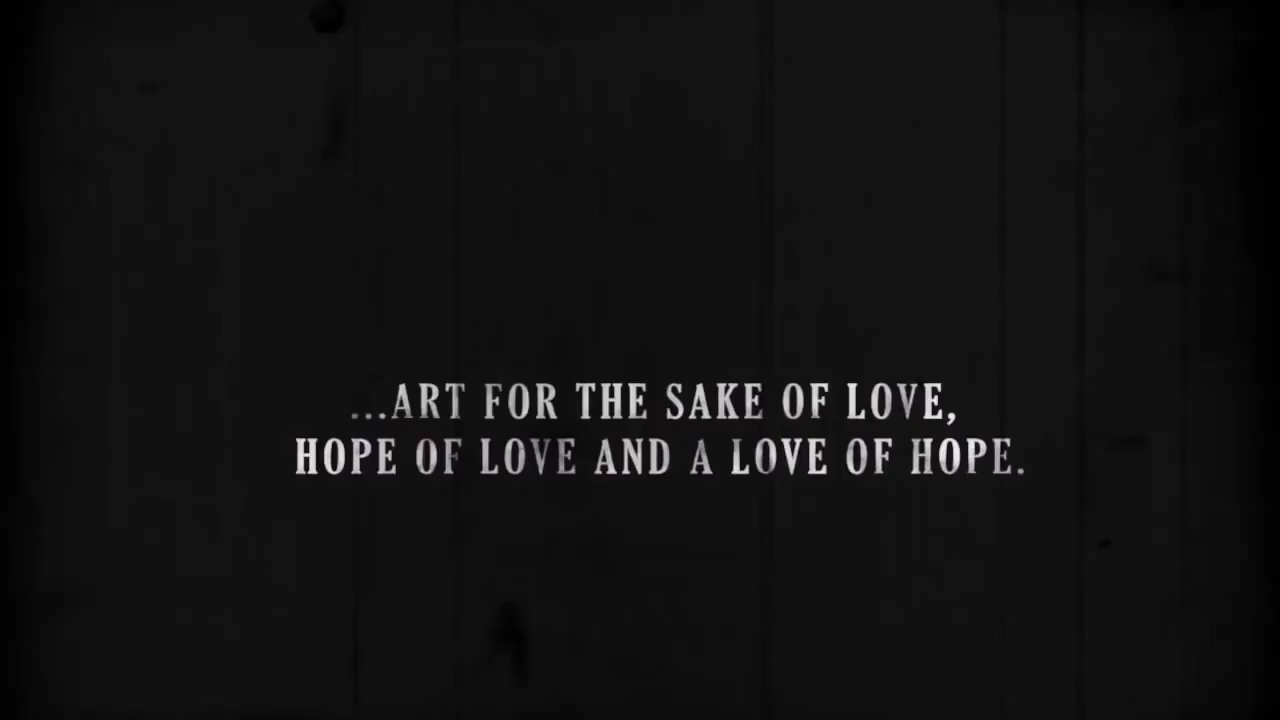 ...ART FOR THE SAKE OF LOVE,
HOPE OF LOVE AND A LOVE OF HOPE.